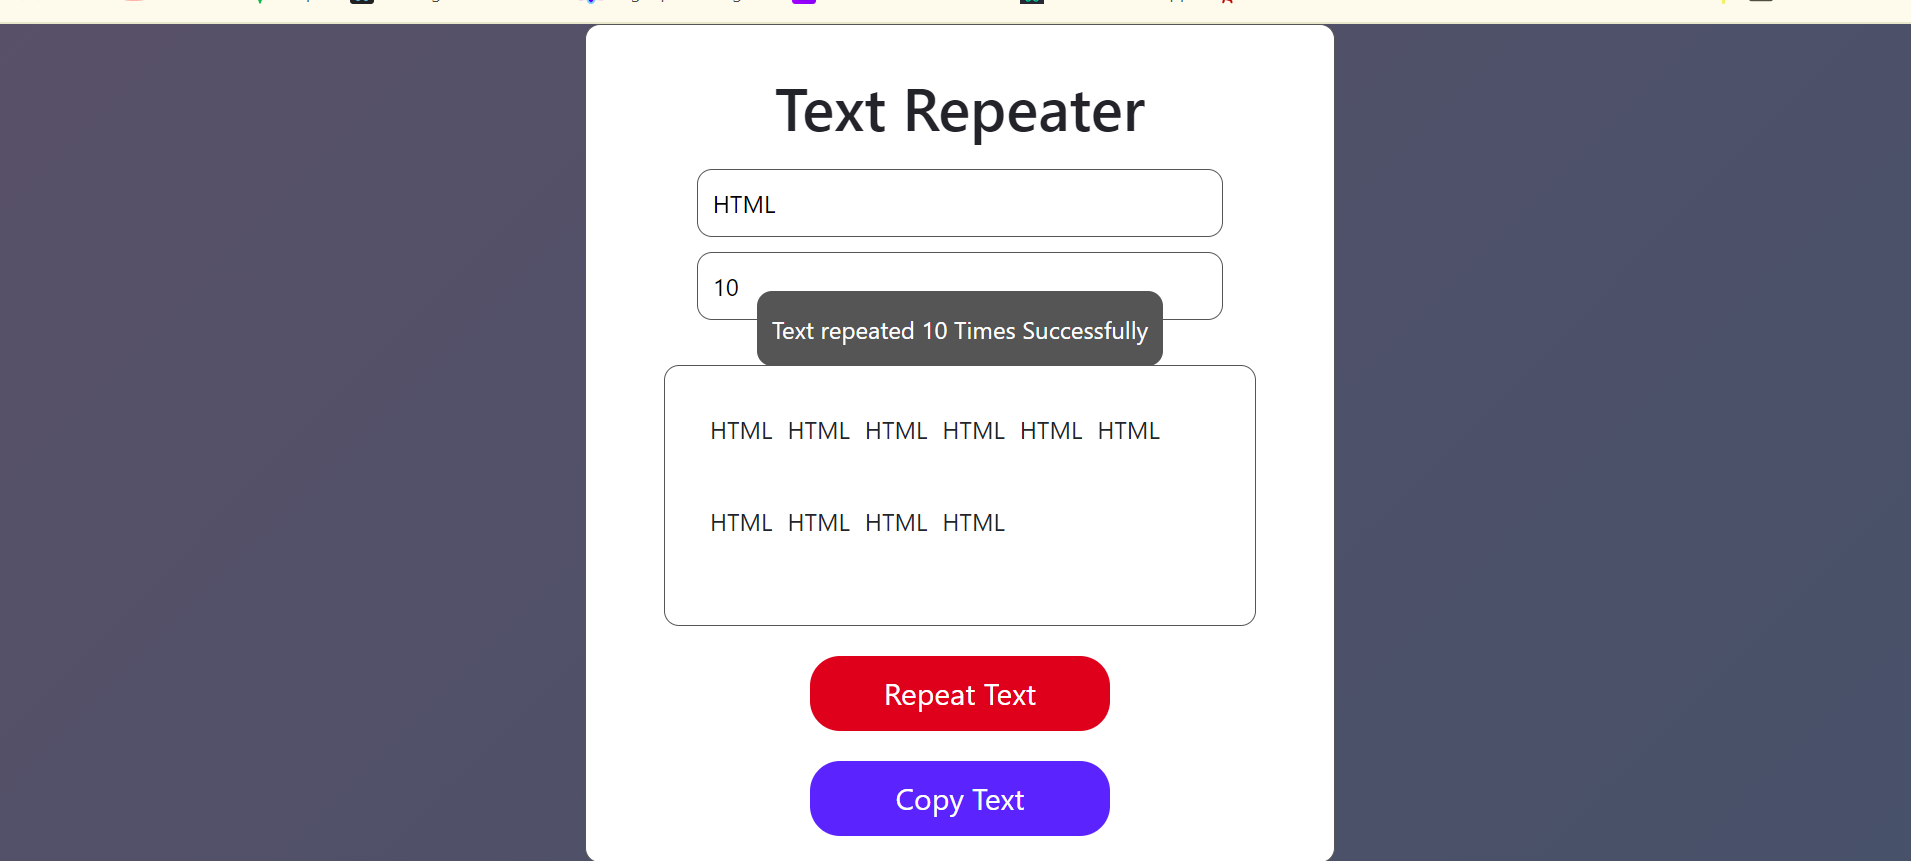 Text Repeater
HTML
10
Text repeated 10 Times Successfully
HTML HTML HTML HTML HTML HTML
HTML HTML HTML HTML
Repeat Text
Copy Text